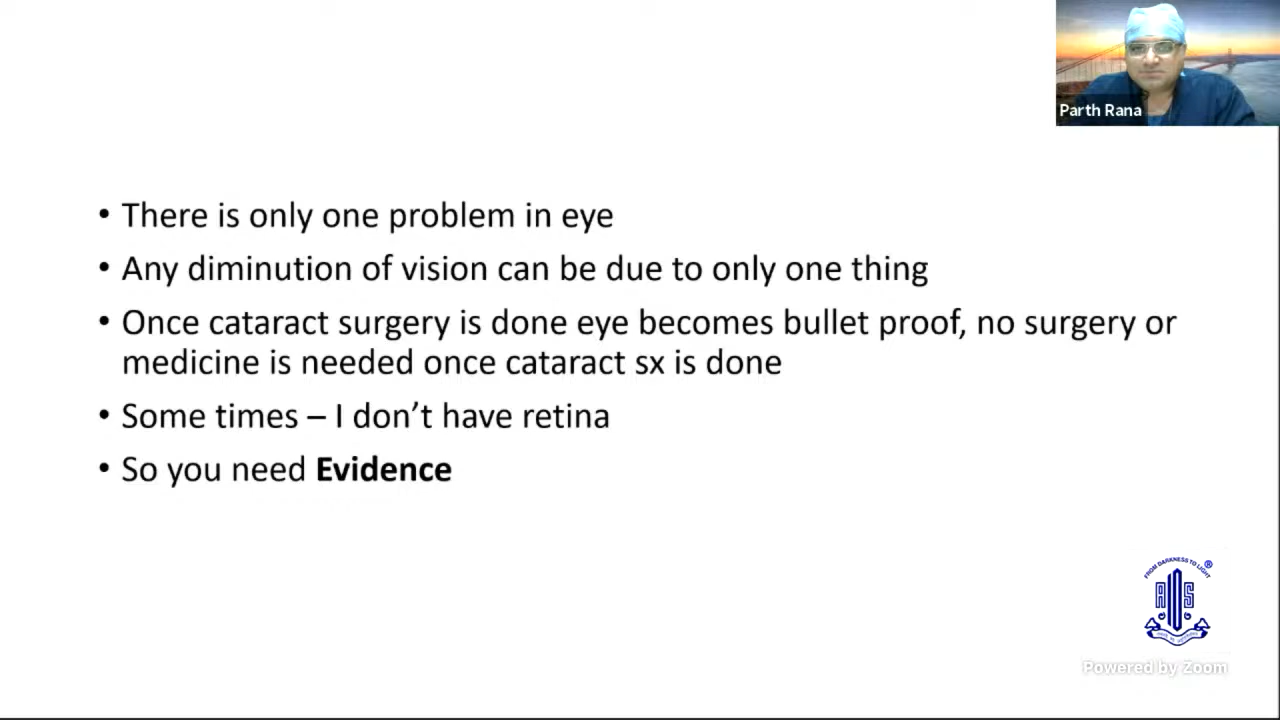 Parth Rana
• There is only one problem in eye
• Any diminution of vision can be due to only one thing
• Once cataract surgery is done eye becomes bullet proof, no surgery or
medicine is needed once cataract sx is done
• Some times – I don’t have retina
• So you need Evidence
FROM DARKNESS TO LIGHT ®
AIOS
Powered by Zoom